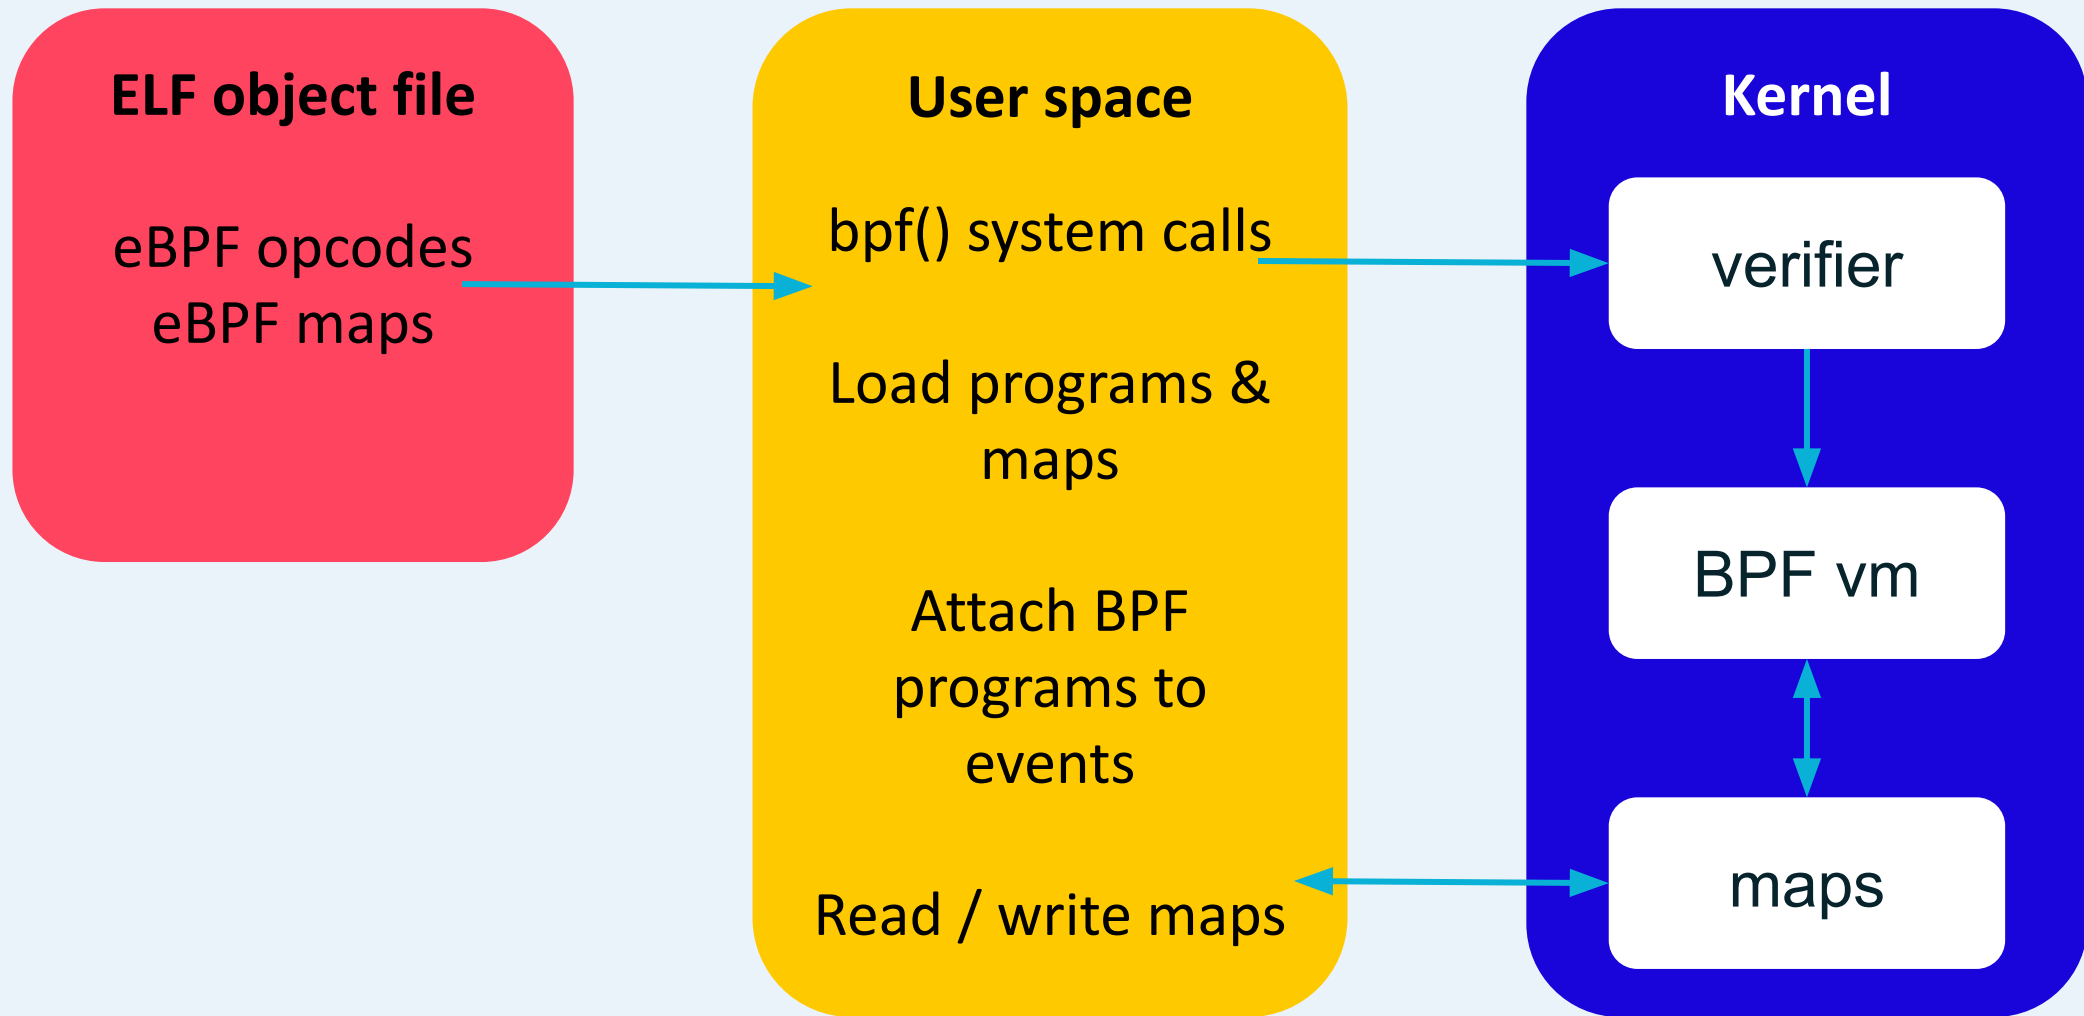 ELF object file
eBPF opcodes
eBPF maps
User space
bpf() system calls
Load programs &
maps
Attach BPF
programs to
events
Read / write maps
Kernel
verifier
BPF vm
maps